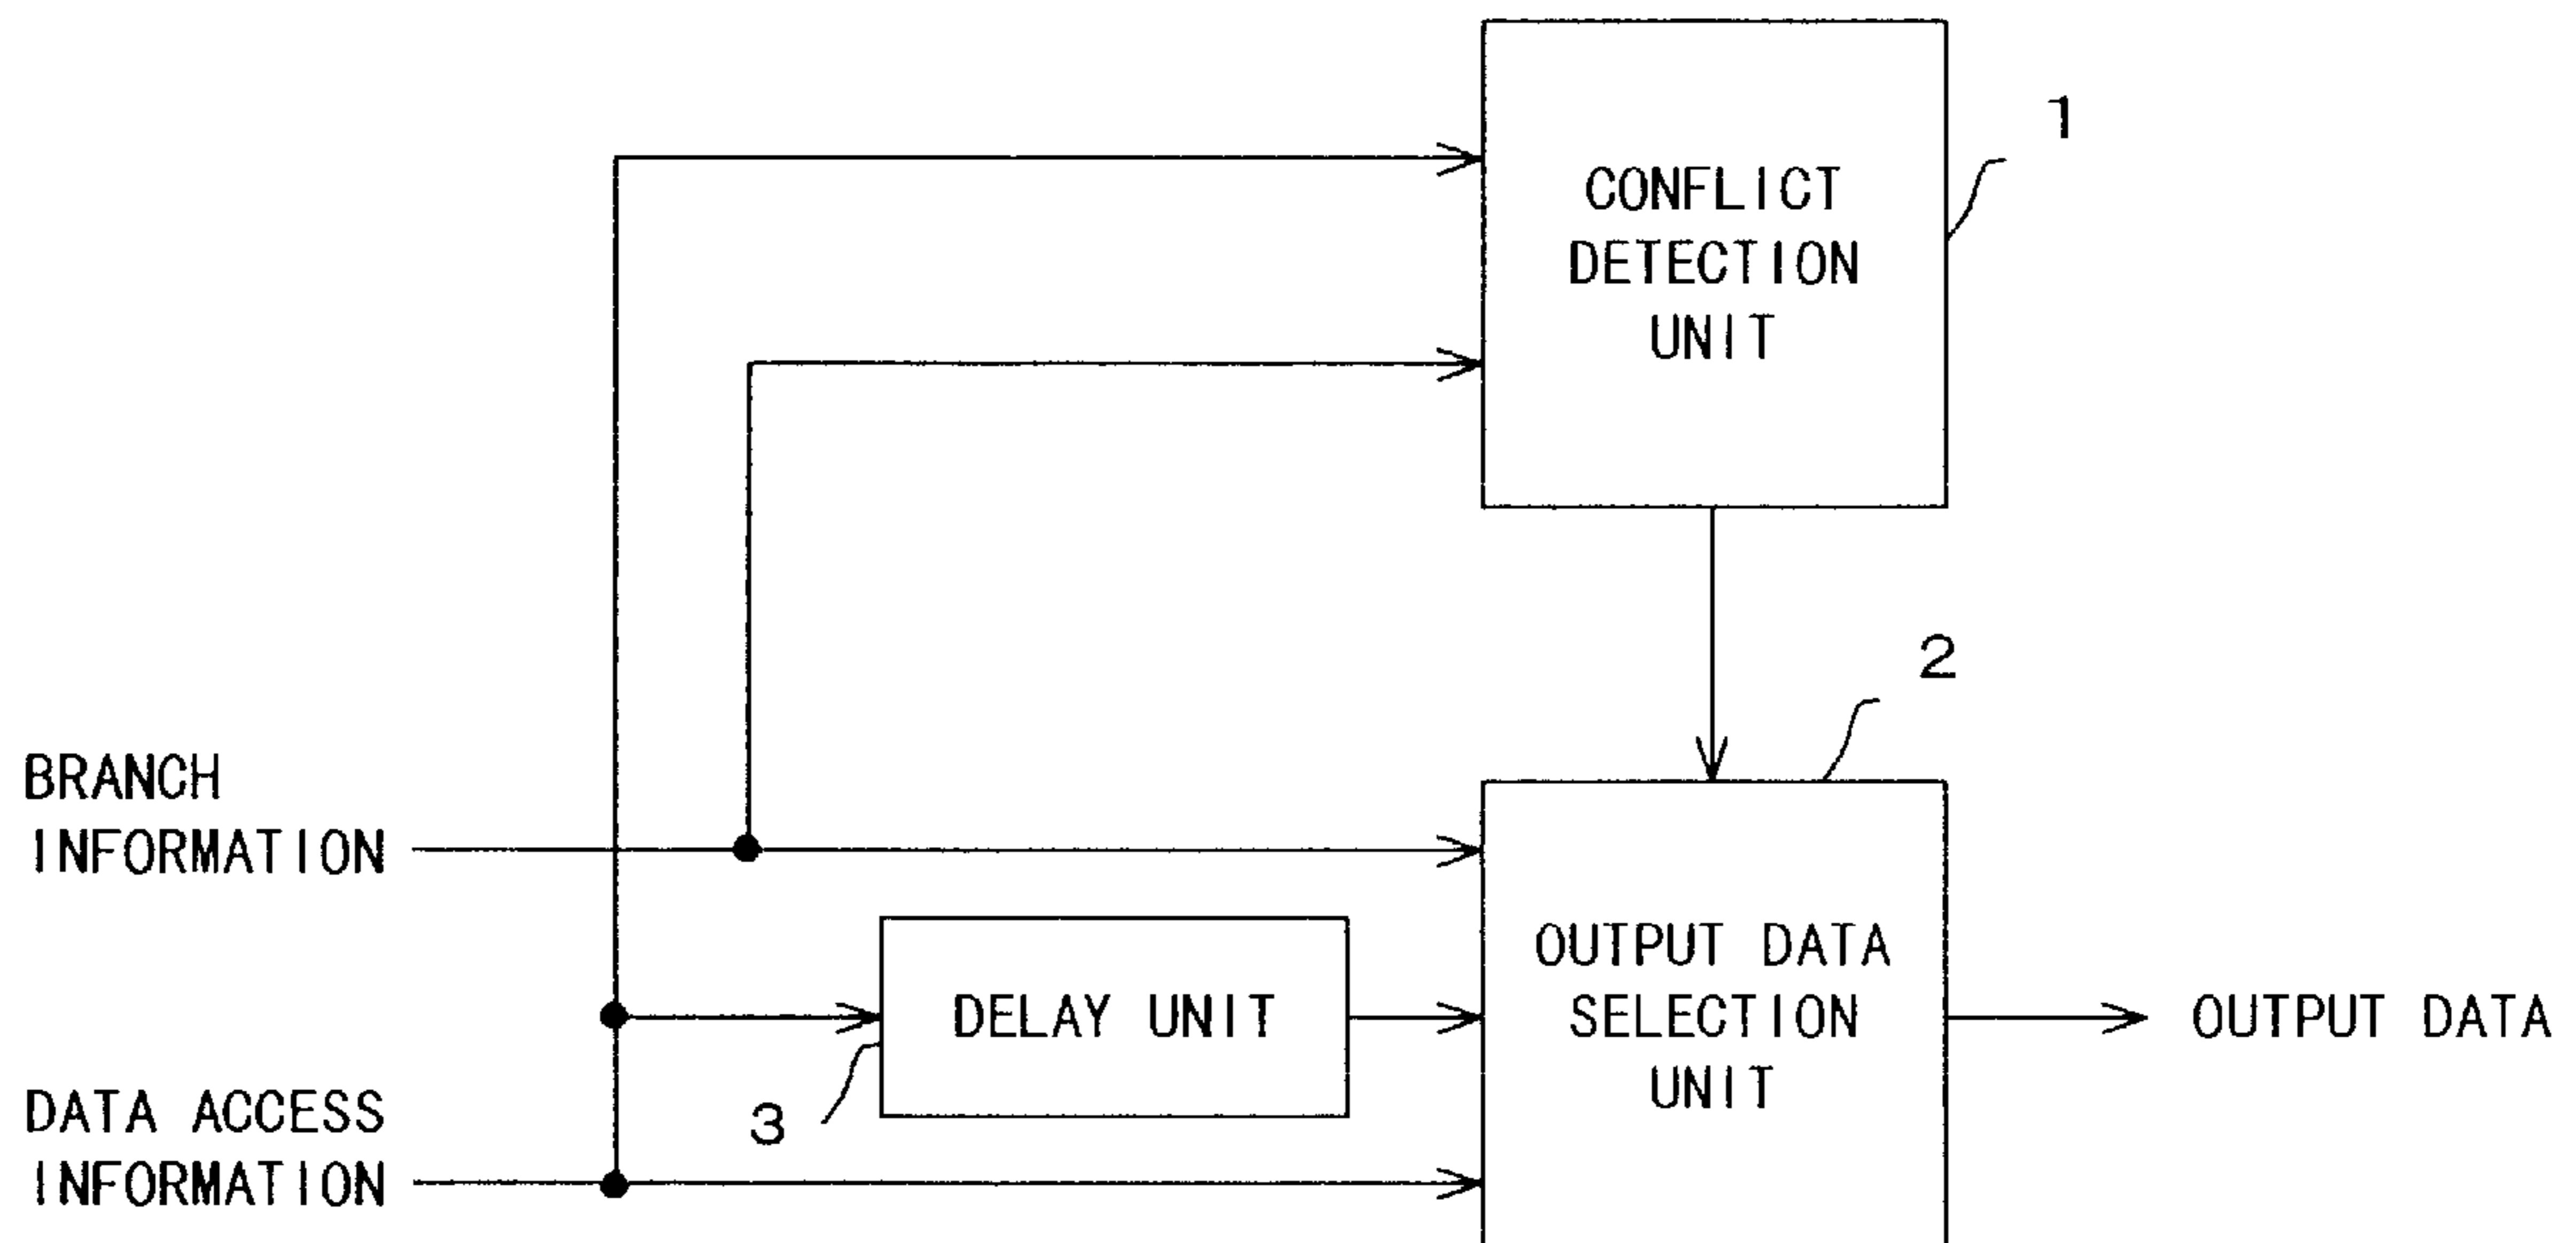 1
CONFLICT
DETECTION
UNIT
2
BRANCH
INFORMATION
OUTPUT DATA
SELECTION
UNIT
DELAY UNIT
OUTPUT DATA
3
DATA ACCESS
INFORMATION